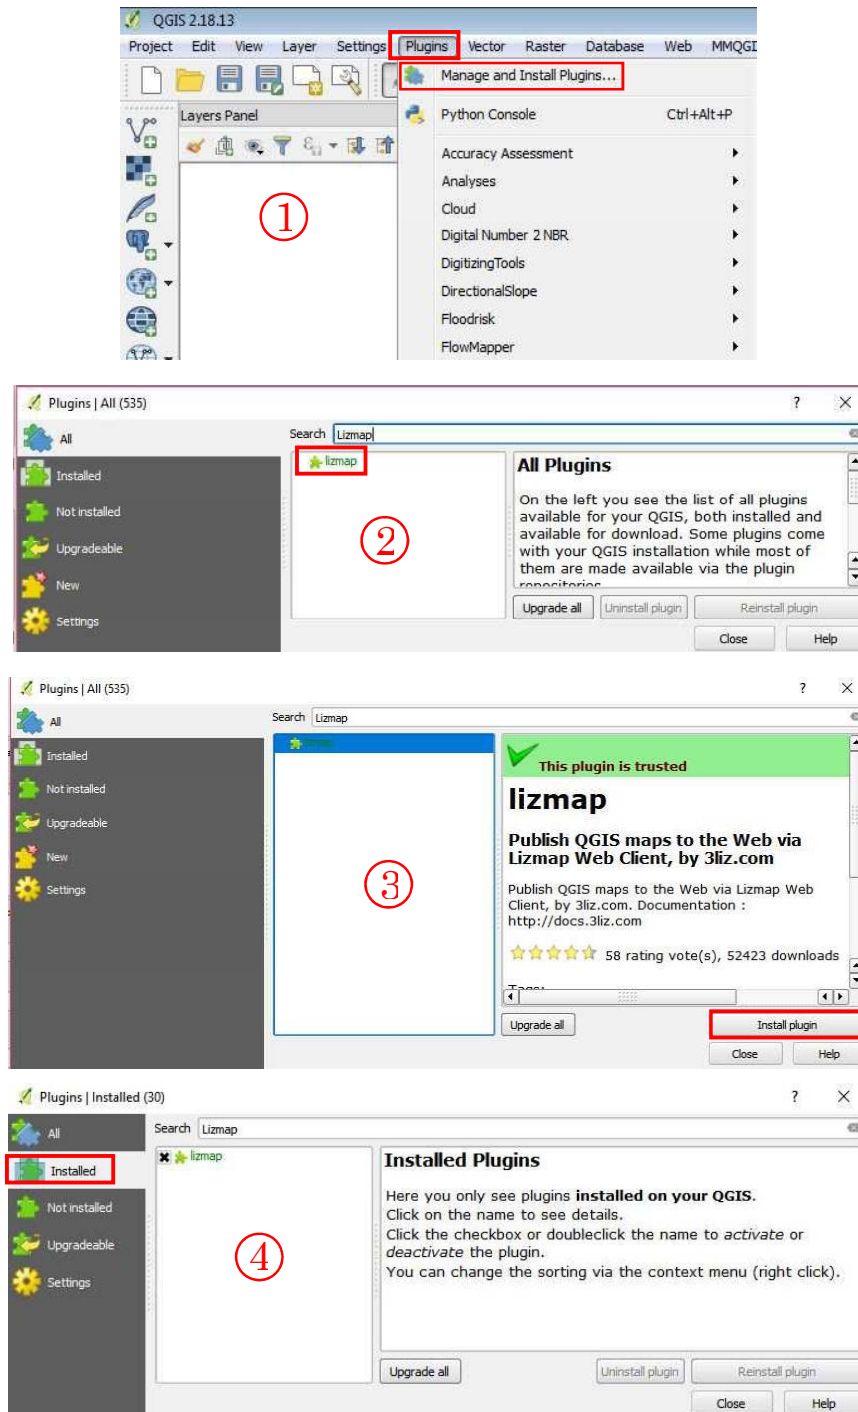 QGIS 2.18.13
Project Edit View Layer Settings Plugins Vector Raster Database Web MMQGI
Manage and Install Plugins...
Layers Panel
Python Console Ctrl+Alt+P
Accuracy Assessment
Analyses
1
Cloud
Digital Number 2 NBR
DigitizingTools
DirectionalSlope
Floodrisk
FlowMapper
Plugins | All (535) ?
All
Search Lizmap
lizmap
All Plugins
Installed
Not installed
Upgradeable
New
Settings
2
On the left you see the list of all plugins
available for your QGIS, both installed and
available for download. Some plugins come
with your QGIS installation while most of
them are made available via the plugin
repositories
Upgrade all Uninstall plugin Reinstall plugin
Close Help
Plugins | All (535) ?
All
Search Lizmap
lizmap
Installed
Not installed
Upgradeable
New
Settings
3
This plugin is trusted
lizmap
Publish QGIS maps to the Web via
Lizmap Web Client, by 3liz.com
Publish QGIS maps to the Web via Lizmap Web
Client, by 3liz.com. Documentation :
http://docs.3liz.com
58 rating vote(s), 52423 downloads
Tags:
Upgrade all Install plugin
Close Help
Plugins | Installed (30) ?
All
Search Lizmap
lizmap
Installed
Not installed
Upgradeable
Settings
4
Installed Plugins
Here you only see plugins installed on your QGIS.
Click on the name to see details.
Click the checkbox or doubleclick the name to activate or
deactivate the plugin.
You can change the sorting via the context menu (right click).
Upgrade all Uninstall plugin Reinstall plugin
Close Help